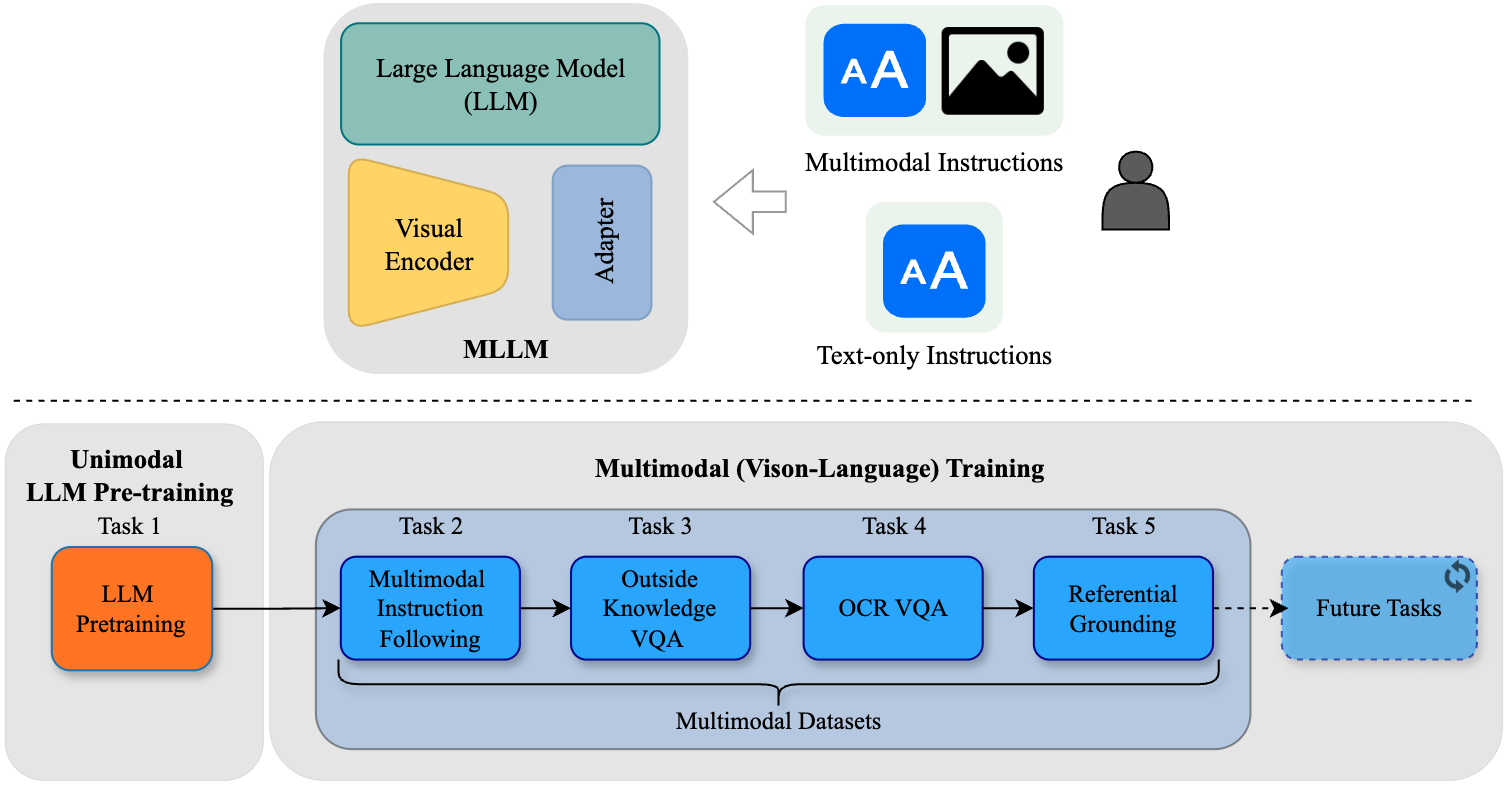 Large Language Model
(LLM)
Visual
Encoder
Adapter
MLLM
AA
Multimodal Instructions
AA
Text-only Instructions
Unimodal
LLM Pre-training
Task 1
LLM
Pretraining
Multimodal (Vison-Language) Training
Task 2
Multimodal
Instruction
Following
Task 3
Outside
Knowledge
VQA
Task 4
OCR VQA
Task 5
Referential
Grounding
Future Tasks
Multimodal Datasets